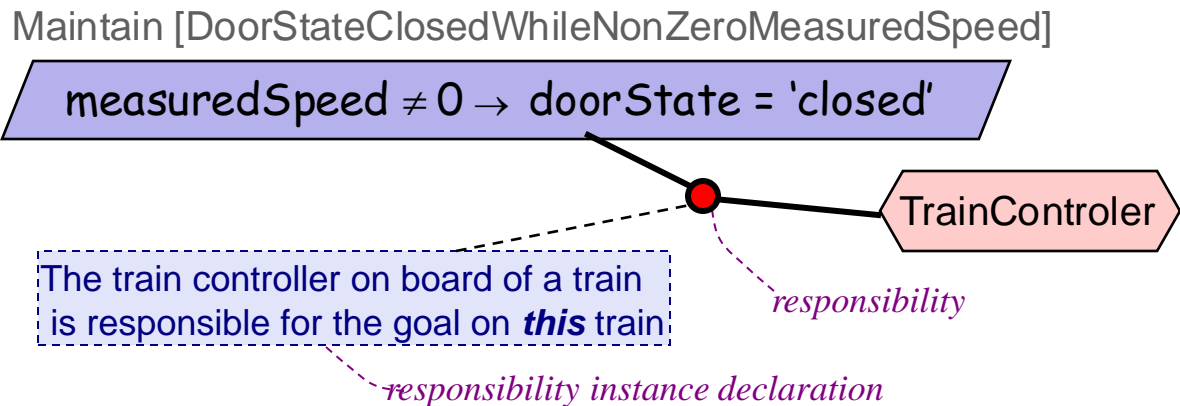 Maintain [DoorStateClosedWhileNonZeroMeasuredSpeed]
measuredSpeed ≠ 0 → doorState = ‘closed’
TrainControler
The train controller on board of a train
is responsible for the goal on this train
responsibility
responsibility instance declaration